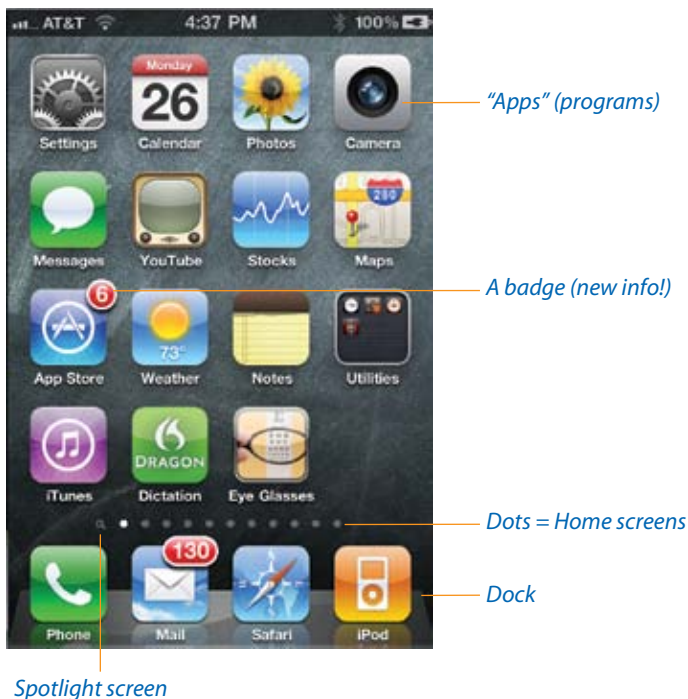 AT&T 4:37 PM 100%
Monday
26
Settings Calendar Photos Camera
"Apps" (programs)
280
Messages YouTube Stocks Maps
6
A badge (new info!)
73°
App Store Weather Notes Utilities
DRAGON
iTunes Dictation Eye Glasses
Dots = Home screens
130
Dock
Phone Mail Safari iPod
Spotlight screen